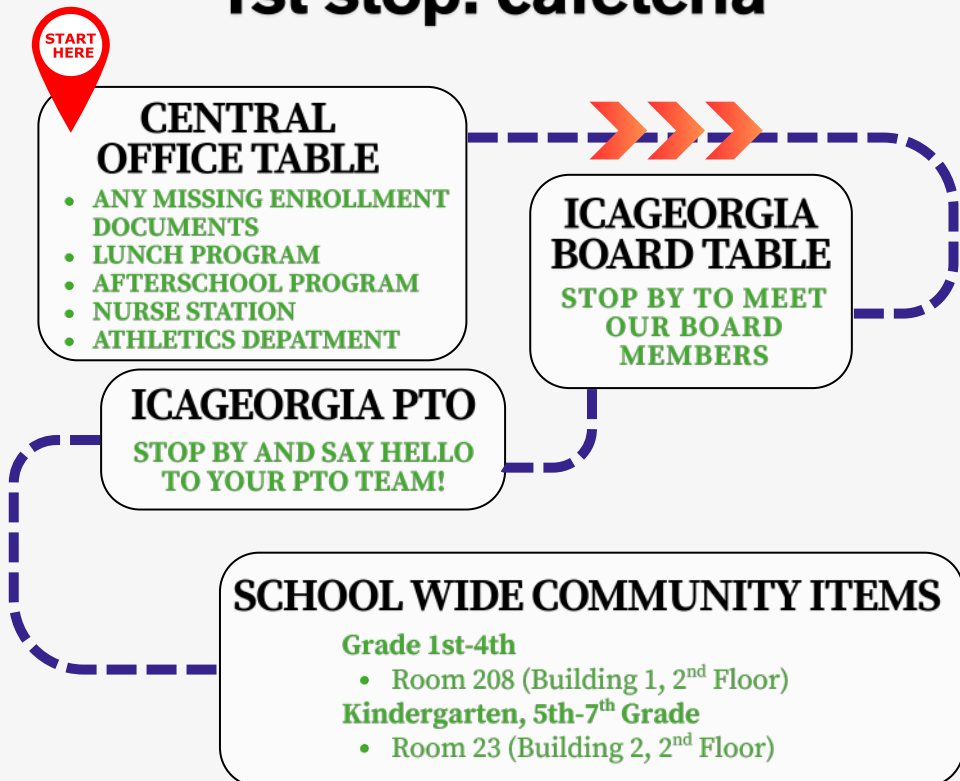 1st stop: cafeteria
START
HERE
CENTRAL
OFFICE TABLE
• ANY MISSING ENROLLMENT
DOCUMENTS
• LUNCH PROGRAM
• AFTERSCHOOL PROGRAM
• NURSE STATION
• ATHLETICS DEPATMENT
ICAGEORGIA
BOARD TABLE
STOP BY TO MEET
OUR BOARD
MEMBERS
ICAGEORGIA PTO
STOP BY AND SAY HELLO
TO YOUR PTO TEAM!
SCHOOL WIDE COMMUNITY ITEMS
Grade 1st-4th
• Room 208 (Building 1, 2nd Floor)
Kindergarten, 5th-7th Grade
• Room 23 (Building 2, 2nd Floor)